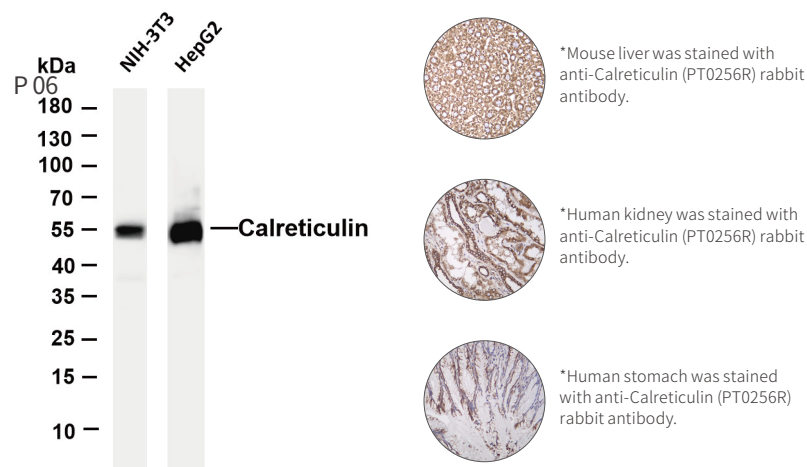 NIH-3T3
HepG2
kDa
P 06
180
130
100
70
55
Calreticulin
40
35
25
15
10
*Mouse liver was stained with
anti-Calreticulin (PT0256R) rabbit
antibody.
*Human kidney was stained with
anti-Calreticulin (PT0256R) rabbit
antibody.
*Human stomach was stained
with anti-Calreticulin (PT0256R)
rabbit antibody.